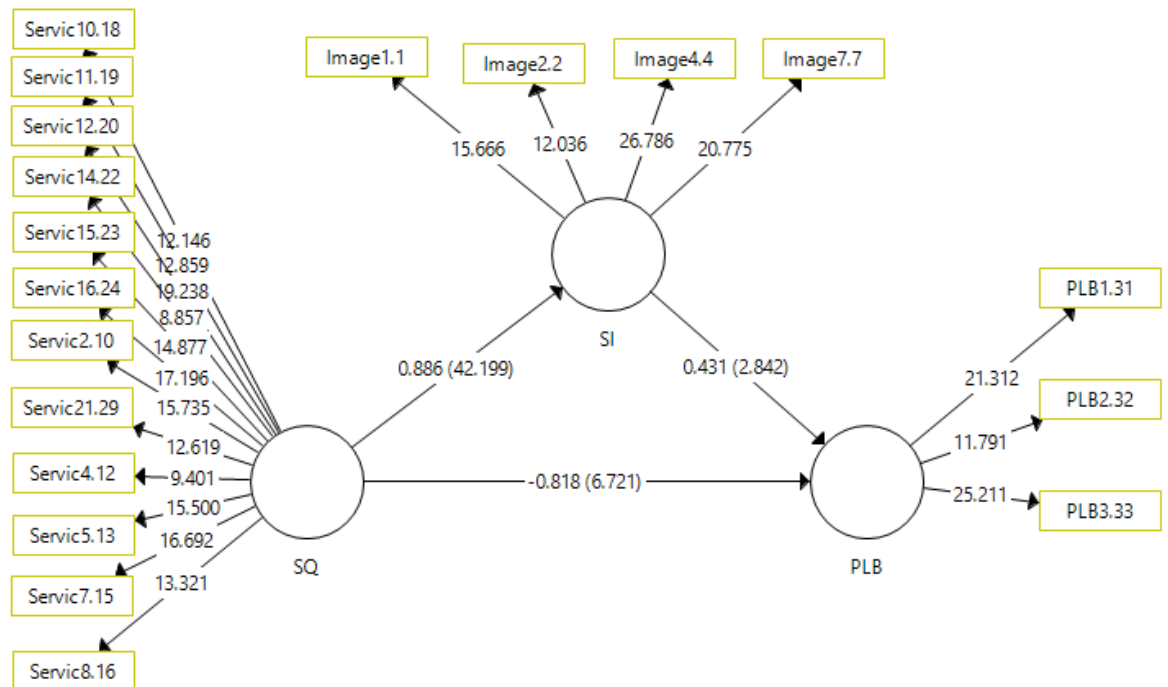 Servic10.18
Servic11.19
Servic12.20
Servic14.22
Servic15.23
Servic16.24
Servic2.10
Servic21.29
Servic4.12
Servic5.13
Servic7.15
Servic8.16
12.146
12.859
19.238
8.857
14.877
17.196
15.735
12.619
9.401
15.500
16.692
13.321
SQ
Image1.1
Image2.2
Image4.4
Image7.7
15.666
12.036
26.786
20.775
SI
0.886 (42.199)
0.431 (2.842)
-0.818 (6.721)
PLB1.31
PLB2.32
PLB3.33
21.312
11.791
25.211
PLB